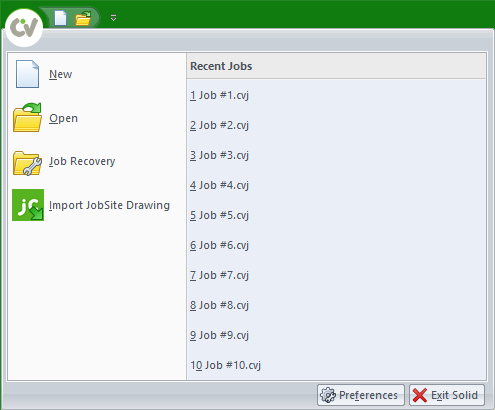 CV
New
Open
Job Recovery
Import JobSite Drawing
Recent Jobs
1 Job #1.cvj
2 Job #2.cvj
3 Job #3.cvj
4 Job #4.cvj
5 Job #5.cvj
6 Job #6.cvj
7 Job #7.cvj
8 Job #8.cvj
9 Job #9.cvj
10 Job #10.cvj
Preferences
Exit Solid